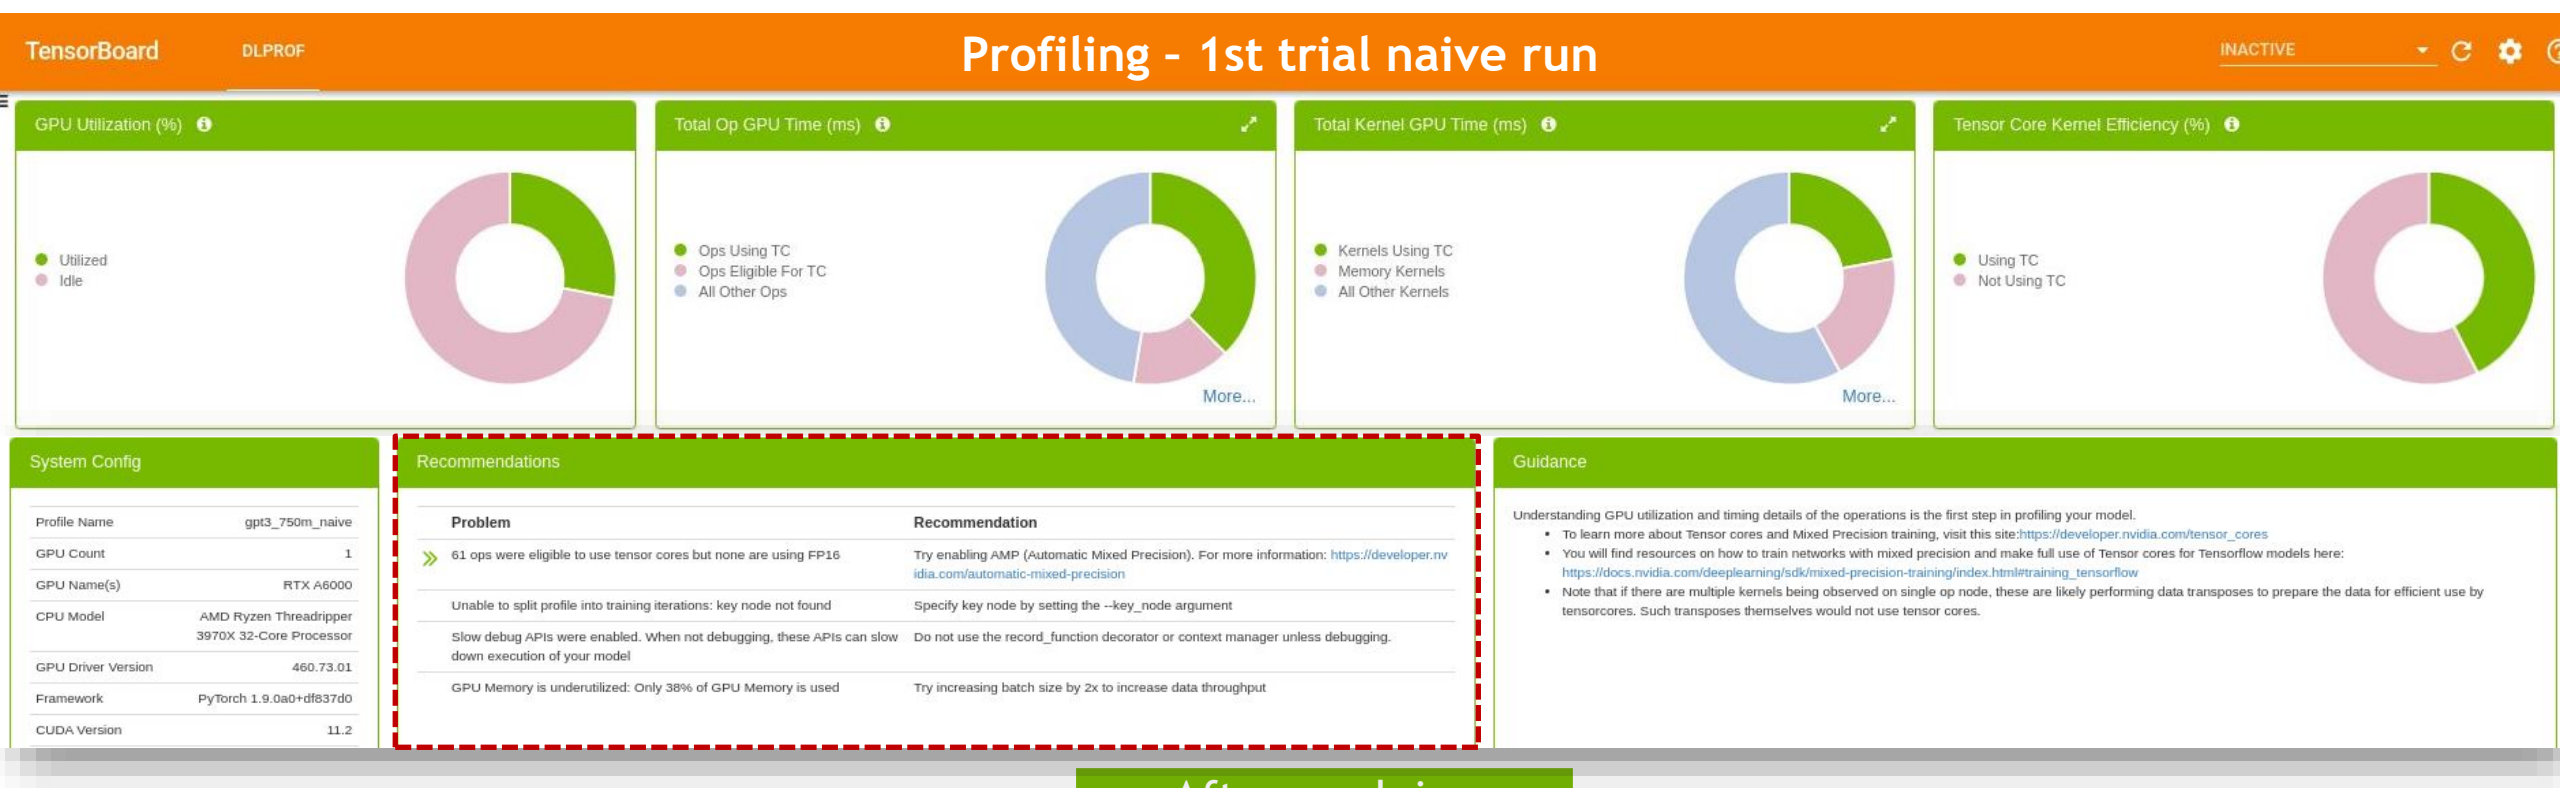 TensorBoard
DLPROF
Profiling - 1st trial naive run
INACTIVE
GPU Utilization (%)
Utilized
Idle
Total Op GPU Time (ms)
Ops Using TC
Ops Eligible For TC
All Other Ops
More...
Total Kernel GPU Time (ms)
Kernels Using TC
Memory Kernels
All Other Kernels
More...
Tensor Core Kernel Efficiency (%)
Using TC
Not Using TC
System Config
Profile Name gpt3_750m_naive
GPU Count 1
GPU Name(s) RTX A6000
CPU Model AMD Ryzen Threadripper
3970X 32-Core Processor
GPU Driver Version 460.73.01
Framework PyTorch 1.9.0a0+df837d0
CUDA Version 11.2
Recommendations
Problem Recommendation
61 ops were eligible to use tensor cores but none are using FP16 Try enabling AMP (Automatic Mixed Precision). For more information: https://developer.nv
idia.com/automatic-mixed-precision
Unable to split profile into training iterations: key node not found Specify key node by setting the --key_node argument
Slow debug APIs were enabled. When not debugging, these APIs can slow Do not use the record_function decorator or context manager unless debugging.
down execution of your model
GPU Memory is underutilized: Only 38% of GPU Memory is used Try increasing batch size by 2x to increase data throughput
Guidance
Understanding GPU utilization and timing details of the operations is the first step in profiling your model.
• To learn more about Tensor cores and Mixed Precision training, visit this site:https://developer.nvidia.com/tensor_cores
• You will find resources on how to train networks with mixed precision and make full use of Tensor cores for Tensorflow models here:
https://docs.nvidia.com/deeplearning/sdk/mixed-precision-training/index.html#training_tensorflow
• Note that if there are multiple kernels being observed on single op node, these are likely performing data transposes to prepare the data for efficient use by
tensorcores. Such transposes themselves would not use tensor cores.